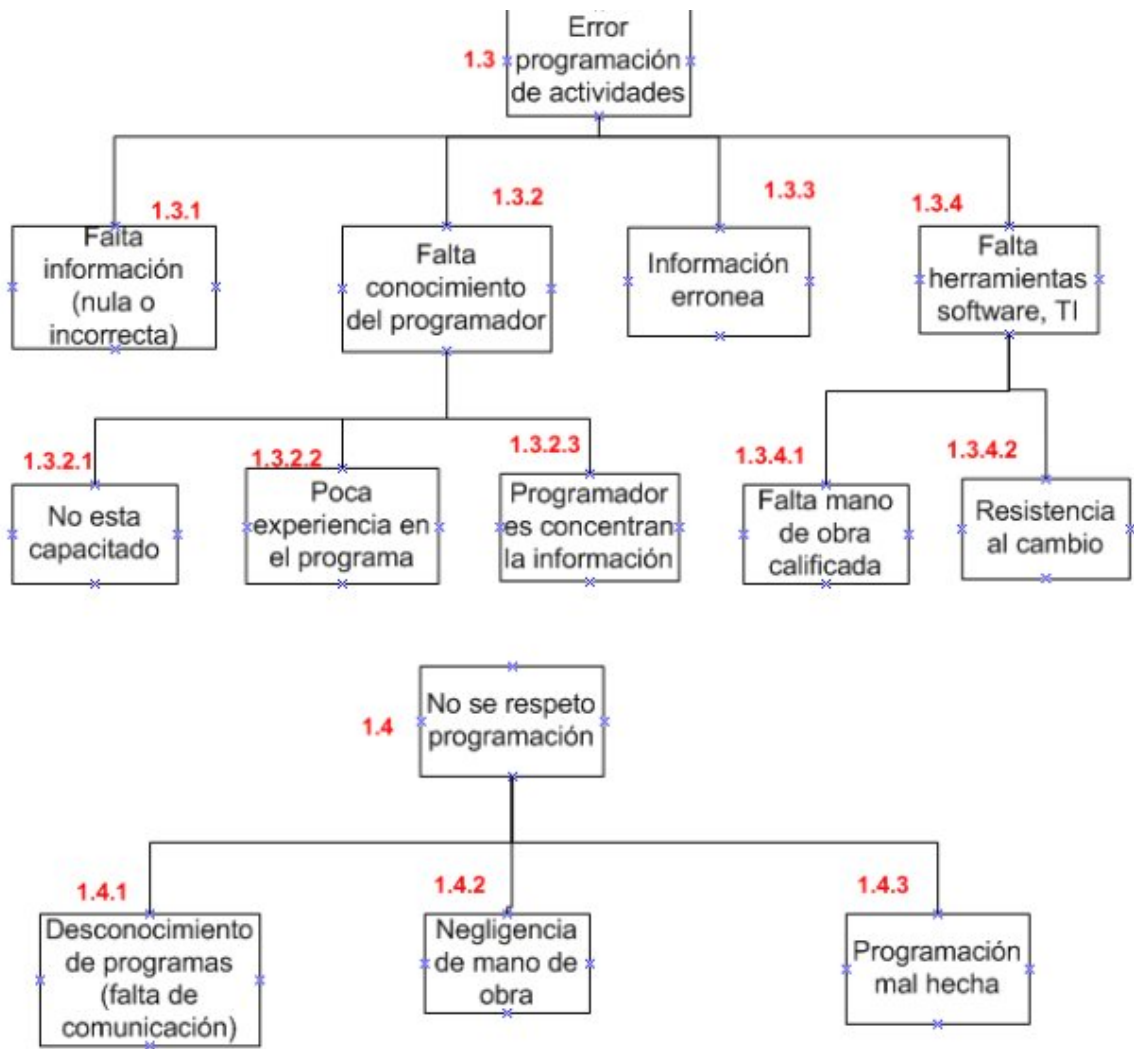 Error
1.3
programación
de actividades
1.3.1
1.3.2
1.3.3
1.3.4
Falta
información
(nula o
incorrecta)
Falta
conocimiento
del programador
Información
erronea
Falta
herramientas
software, TI
1.3.2.1
1.3.2.2
1.3.2.3
1.3.4.1
1.3.4.2
No esta
capacitado
Poca
experiencia en
el programa
Programador
es concentran
la información
Falta mano
de obra
calificada
Resistencia
al cambio
1.4
No se respeto
programación
1.4.1
1.4.2
1.4.3
Desconocimiento
de programas
(falta de
comunicación)
Negligencia
de mano de
obra
Programación
mal hecha